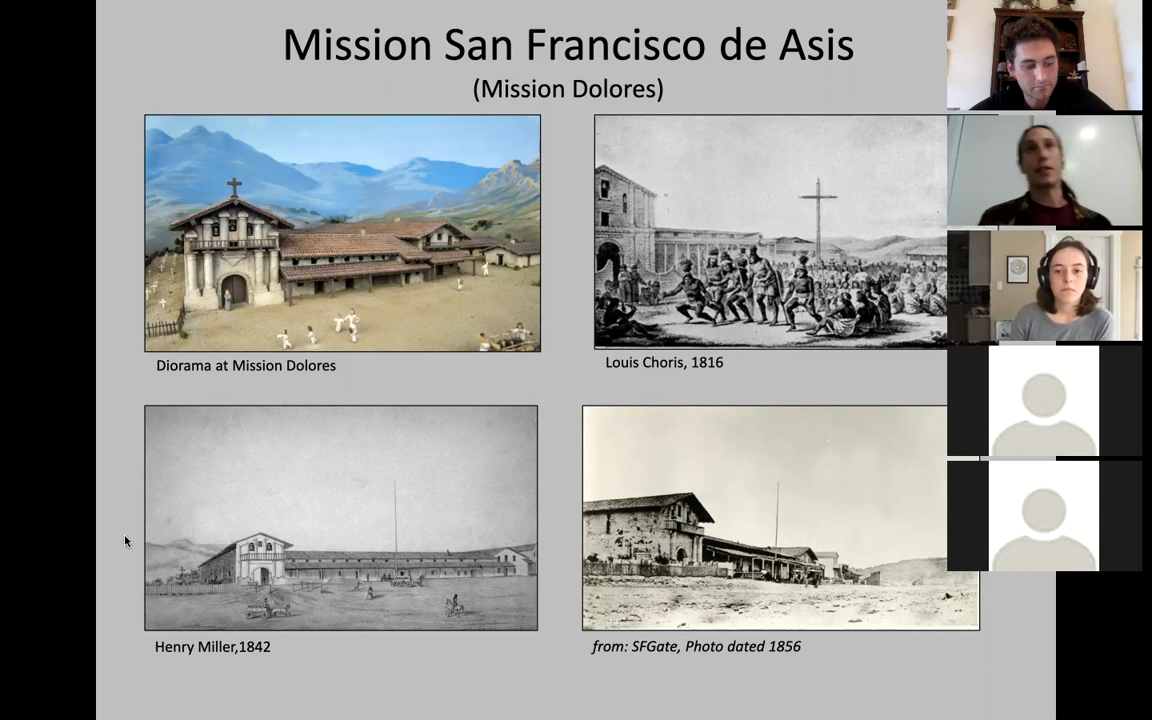 Mission San Francisco de Asis
(Mission Dolores)
Diorama at Mission Dolores
Louis Choris, 1816
Henry Miller,1842
from: SFGate, Photo dated 1856